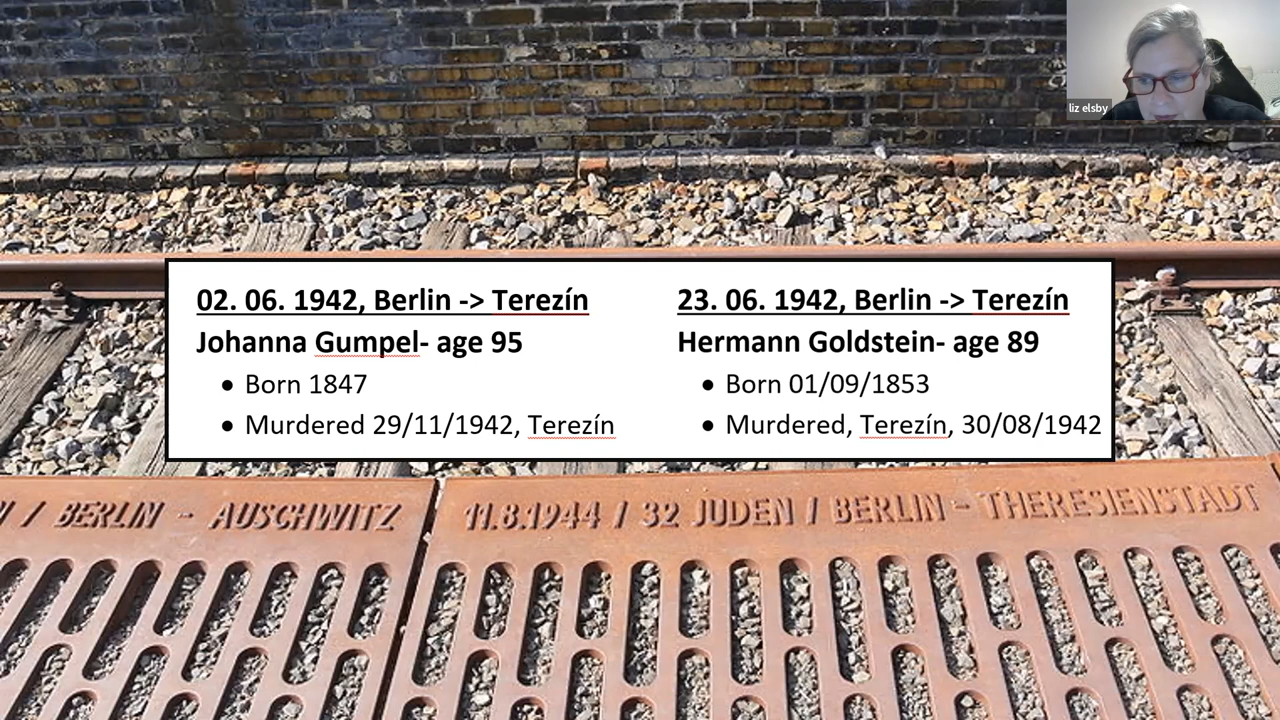 liz elsby
02. 06. 1942, Berlin -> Terezín
Johanna Gumpel- age 95
• Born 1847
• Murdered 29/11/1942, Terezín
23. 06. 1942, Berlin -> Terezín
Hermann Goldstein- age 89
• Born 01/09/1853
• Murdered, Terezín, 30/08/1942
/ BERLIN - AUSCHWITZ
11.8.1944 / 32 JUDEN / BERLIN - THERESIENSTADT